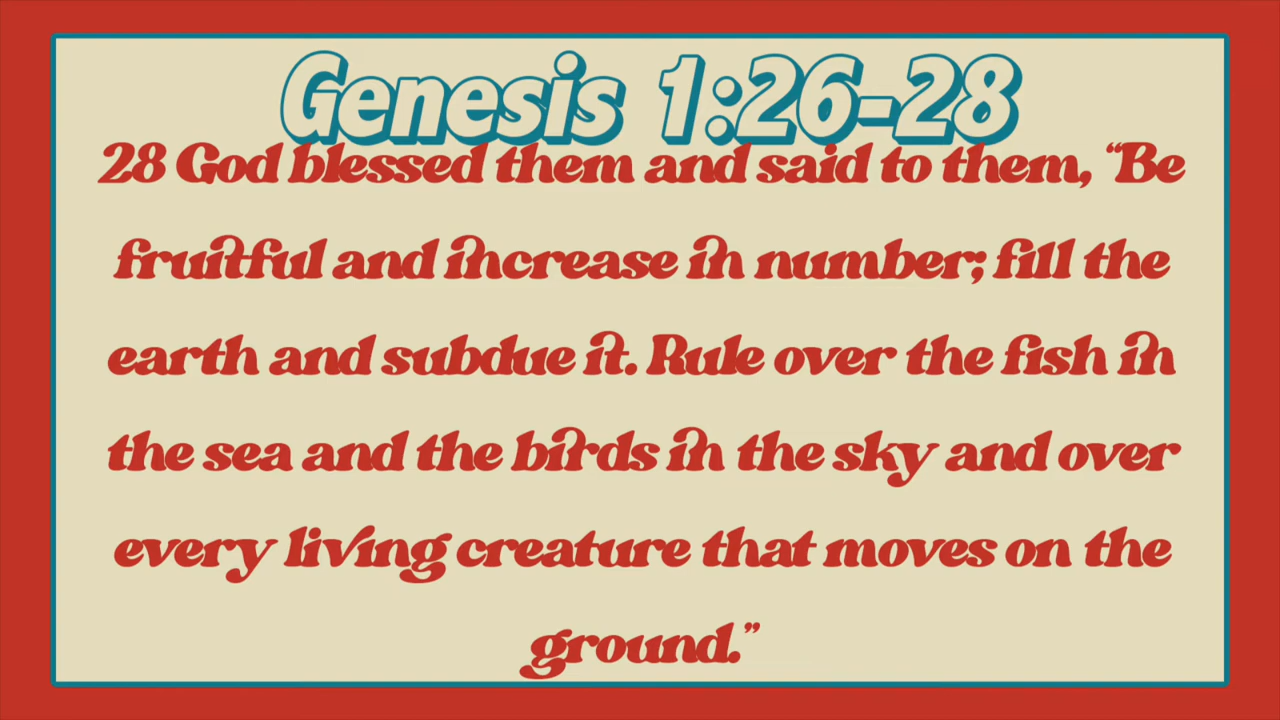 Genesis 1:26-28
28 God blessed them and said to them, “Be
fruitful and increase in number; fill the
earth and subdue it. Rule over the fish in
the sea and the birds in the sky and over
every living creature that moves on the
ground.”